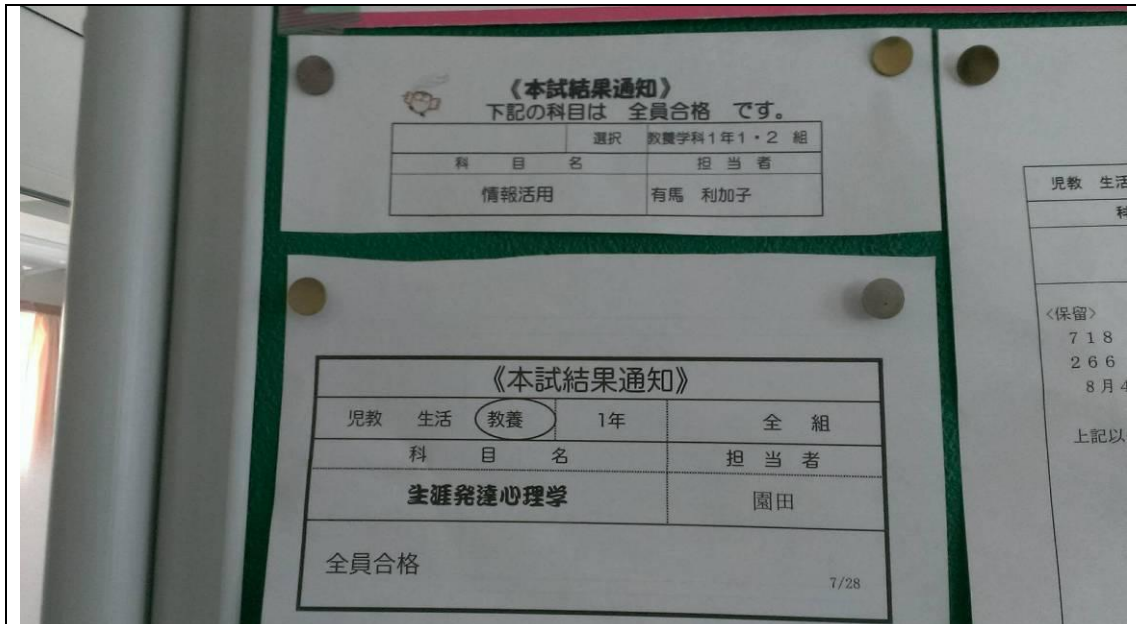 《本試結果通知》
下記の科目は 全員合格 です。
選択 教養学科1年1・2 組
科 目 名 担 当 者
情報活用 有馬 利加子
《本試結果通知》
児教 生活 教養 1年 全 組
科 目 名 担 当 者
生涯発達心理学 園田
全員合格
7/28
児教 生活
科
<保留>
718
266
8月4
上記以